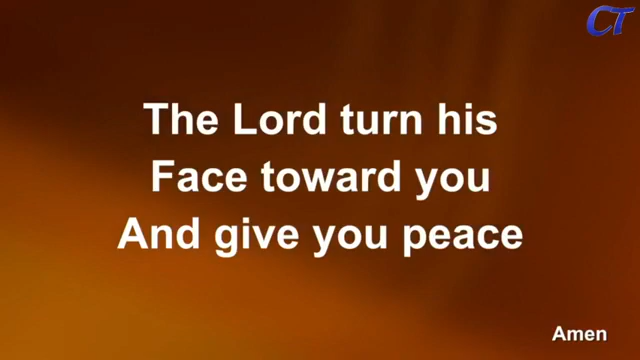 CT
The Lord turn his
Face toward you
And give you peace
Amen